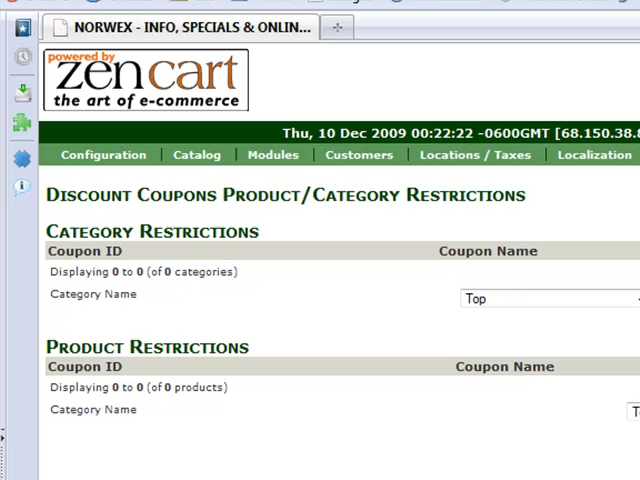 NORWEX - INFO, SPECIALS & ONLIN...
powered by
zen cart
the art of e-commerce
Thu, 10 Dec 2009 00:22:22 -0600GMT [68.150.38.8
Configuration Catalog Modules Customers Locations / Taxes Localization
DISCOUNT COUPONS PRODUCT/CATEGORY RESTRICTIONS
CATEGORY RESTRICTIONS
Coupon ID Coupon Name
Displaying 0 to 0 (of 0 categories)
Category Name Top
PRODUCT RESTRICTIONS
Coupon ID Coupon Name
Displaying 0 to 0 (of 0 products)
Category Name